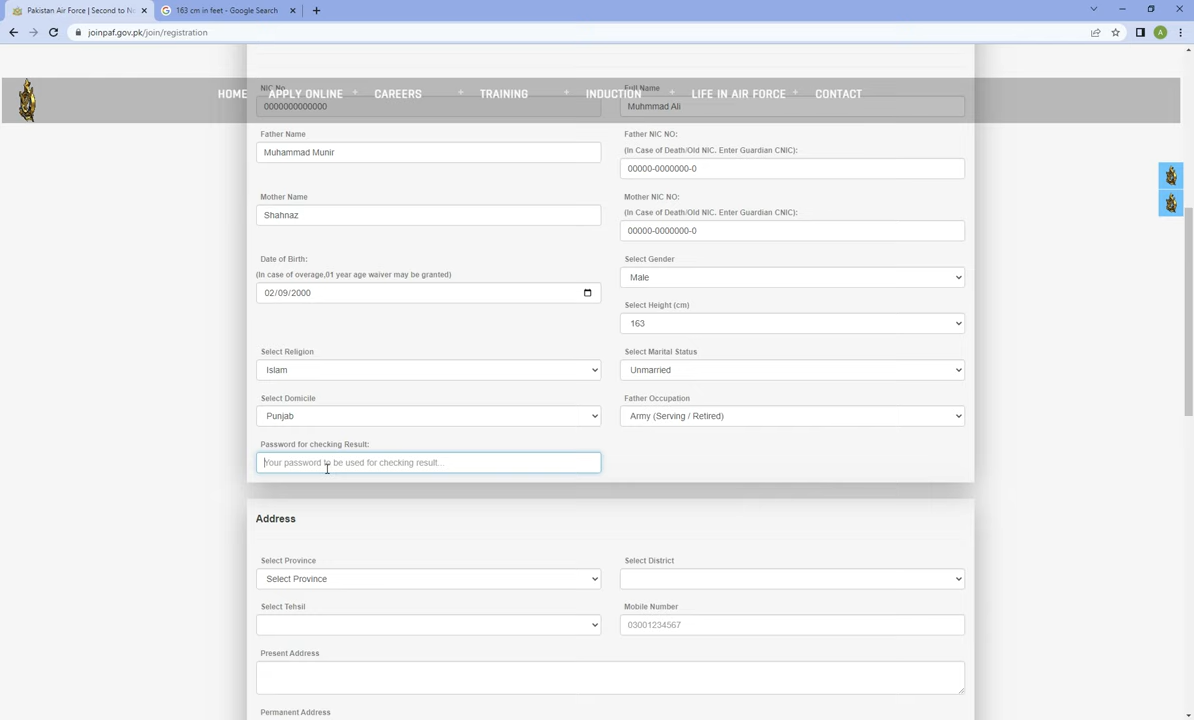 Pakistan Air Force | Second to No
163 cm in feet - Google Search
joinpaf.gov.pk/join/registration
A
HOME APPLY ONLINE + CAREERS + TRAINING + INDUCTION + LIFE IN AIR FORCE + CONTACT
NIC No
Full Name
0000000000000
Muhmmad Ali
Father Name
Father NIC NO:
(In Case of Death/Old NIC. Enter Guardian CNIC):
Muhammad Munir
00000-0000000-0
Mother Name
Mother NIC NO:
(In Case of Death/Old NIC. Enter Guardian CNIC):
Shahnaz
00000-0000000-0
Date of Birth:
Select Gender
(In case of overage,01 year age waiver may be granted)
Male
02/09/2000
Select Height (cm)
163
Select Religion
Select Marital Status
Islam
Unmarried
Select Domicile
Father Occupation
Punjab
Army (Serving / Retired)
Password for checking Result:
Your password to be used for checking result...
Address
Select Province
Select District
Select Province
Select Tehsil
Mobile Number
03001234567
Present Address
Permanent Address